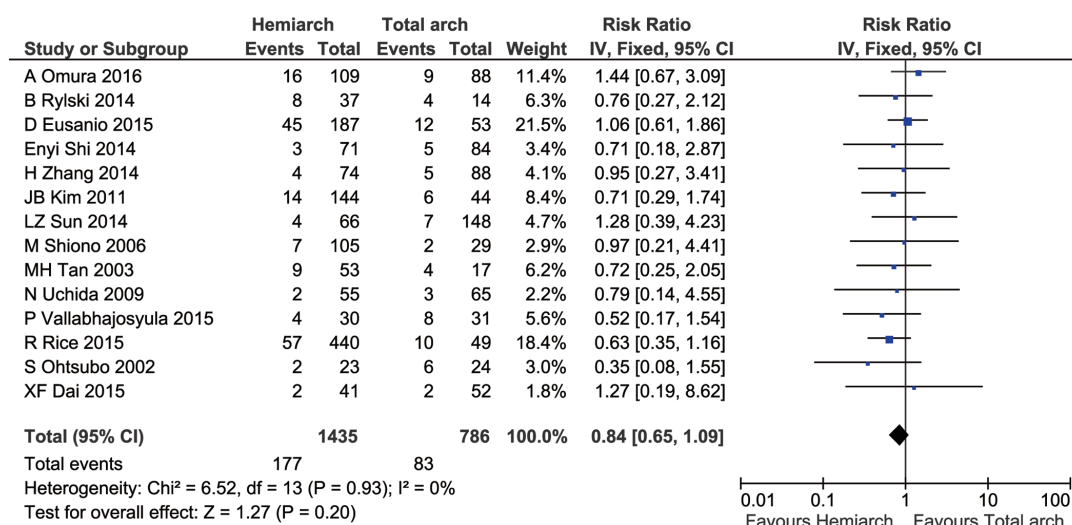 Hemiarch Total arch Risk Ratio Risk Ratio
Study or Subgroup Events Total Events Total Weight IV, Fixed, 95% CI IV, Fixed, 95% CI
A Omura 2016 16 109 9 88 11.4% 1.44 [0.67, 3.09]
B Rylski 2014 8 37 4 14 6.3% 0.76 [0.27, 2.12]
D Eusanio 2015 45 187 12 53 21.5% 1.06 [0.61, 1.86]
Enyi Shi 2014 3 71 5 84 3.4% 0.71 [0.18, 2.87]
H Zhang 2014 4 74 5 88 4.1% 0.95 [0.27, 3.41]
JB Kim 2011 14 144 6 44 8.4% 0.71 [0.29, 1.74]
LZ Sun 2014 4 66 7 148 4.7% 1.28 [0.39, 4.23]
M Shiono 2006 7 105 2 29 2.9% 0.97 [0.21, 4.41]
MH Tan 2003 9 53 4 17 6.2% 0.72 [0.25, 2.05]
N Uchida 2009 2 55 3 65 2.2% 0.79 [0.14, 4.55]
P Vallabhajosyula 2015 4 30 8 31 5.6% 0.52 [0.17, 1.54]
R Rice 2015 57 440 10 49 18.4% 0.63 [0.35, 1.16]
S Ohtsubo 2002 2 23 6 24 3.0% 0.35 [0.08, 1.55]
XF Dai 2015 2 41 2 52 1.8% 1.27 [0.19, 8.62]
Total (95% CI) 1435 786 100.0% 0.84 [0.65, 1.09]
Total events 177 83
Heterogeneity: Chi² = 6.52, df = 13 (P = 0.93); I² = 0%
Test for overall effect: Z = 1.27 (P = 0.20)
0.01 0.1 1 10 100
Favours Hemiarch Favours Total arch